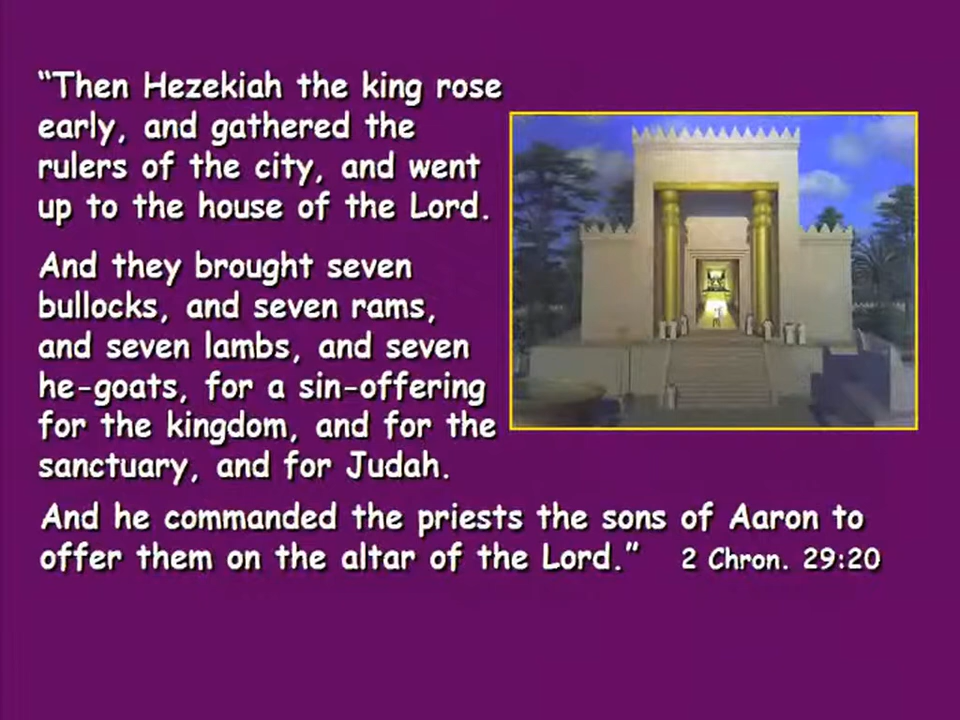 “Then Hezekiah the king rose
early, and gathered the
rulers of the city, and went
up to the house of the Lord.
And they brought seven
bullocks, and seven rams,
and seven lambs, and seven
he-goats, for a sin-offering
for the kingdom, and for the
sanctuary, and for Judah.
And he commanded the priests the sons of Aaron to
offer them on the altar of the Lord.” 2 Chron. 29:20